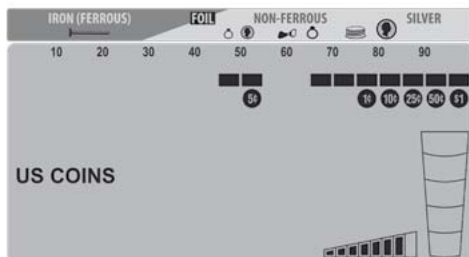 IRON (FERROUS) FOIL NON-FERROUS SILVER
10 20 30 40 50 60 70 80 90
5¢ 1¢ 10¢ 25¢ 50¢ $1
US COINS